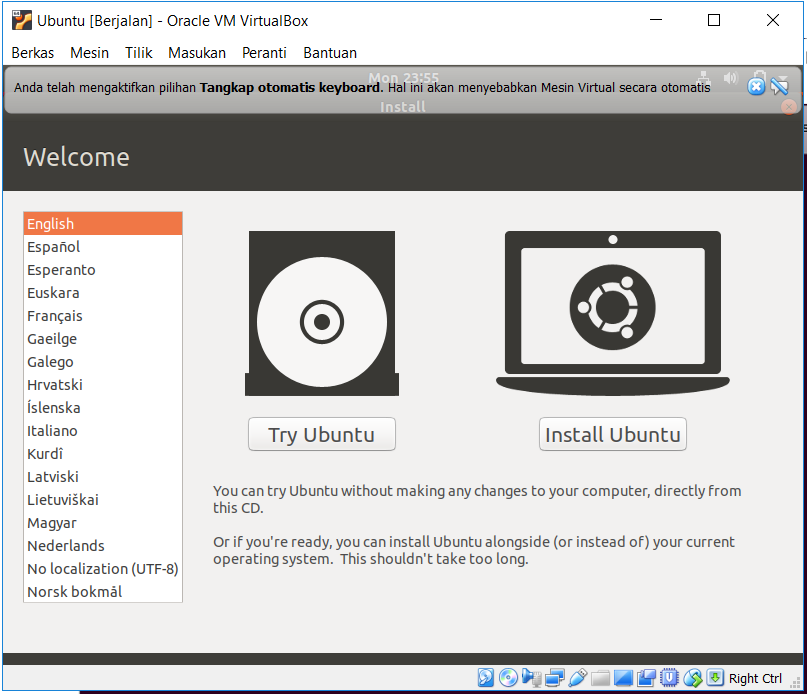 Ubuntu [Berjalan] - Oracle VM VirtualBox
Berkas Mesin Tilik Masukan Peranti Bantuan
Mon 23:55
Anda telah mengaktifkan pilihan Tangkap otomatis keyboard. Hal ini akan menyebabkan Mesin Virtual secara otomatis
Install
Welcome
English
Español
Esperanto
Euskara
Français
Gaeilge
Galego
Hrvatski
Íslenska
Italiano
Kurdî
Latviski
Lietuviškai
Magyar
Nederlands
No localization (UTF-8)
Norsk bokmål
Try Ubuntu
Install Ubuntu
You can try Ubuntu without making any changes to your computer, directly from
this CD.
Or if you're ready, you can install Ubuntu alongside (or instead of) your current
operating system. This shouldn't take too long.
Right Ctrl